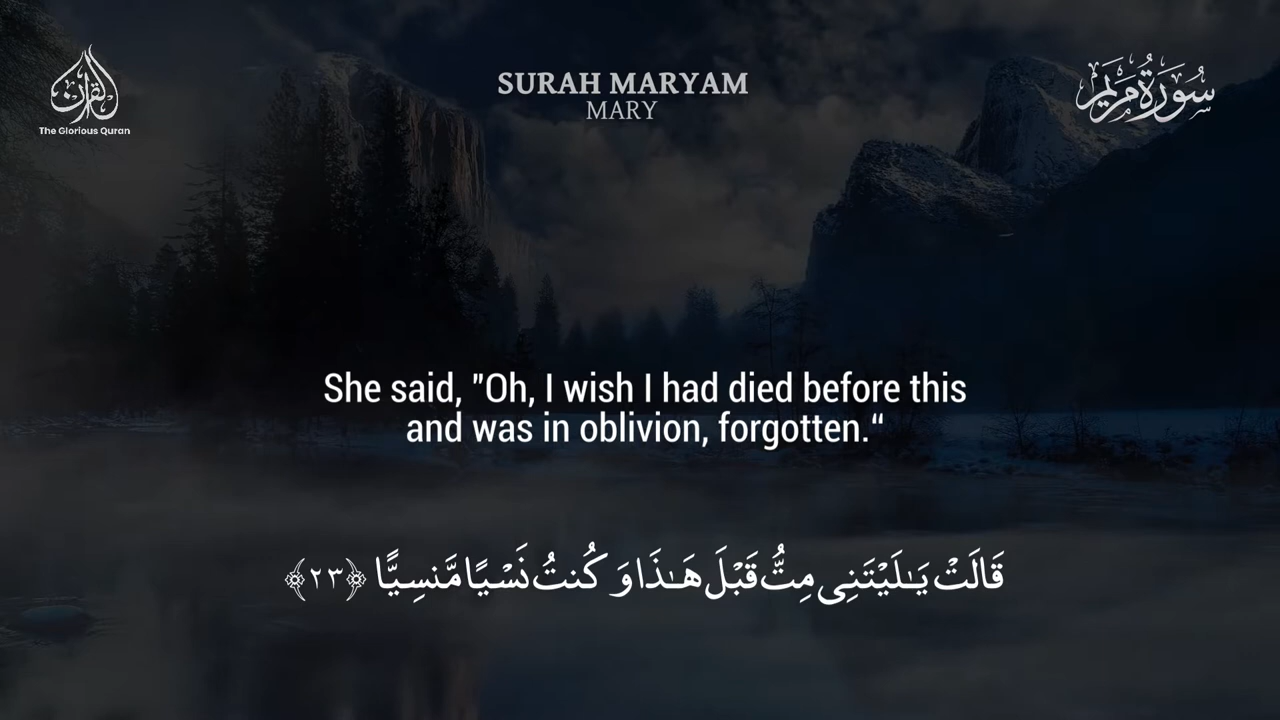 القرآن
The Glorious Quran
SURAH MARYAM
MARY
سُورَةُ مَرْيَم
She said, "Oh, I wish I had died before this
and was in oblivion, forgotten.“
قَالَتْ يَـٰلَيْتَنِى مِتُّ قَبْلَ هَـٰذَا وَ كُنتُ نَسْيًا مَّنسِيًّا ﴿٢٣﴾